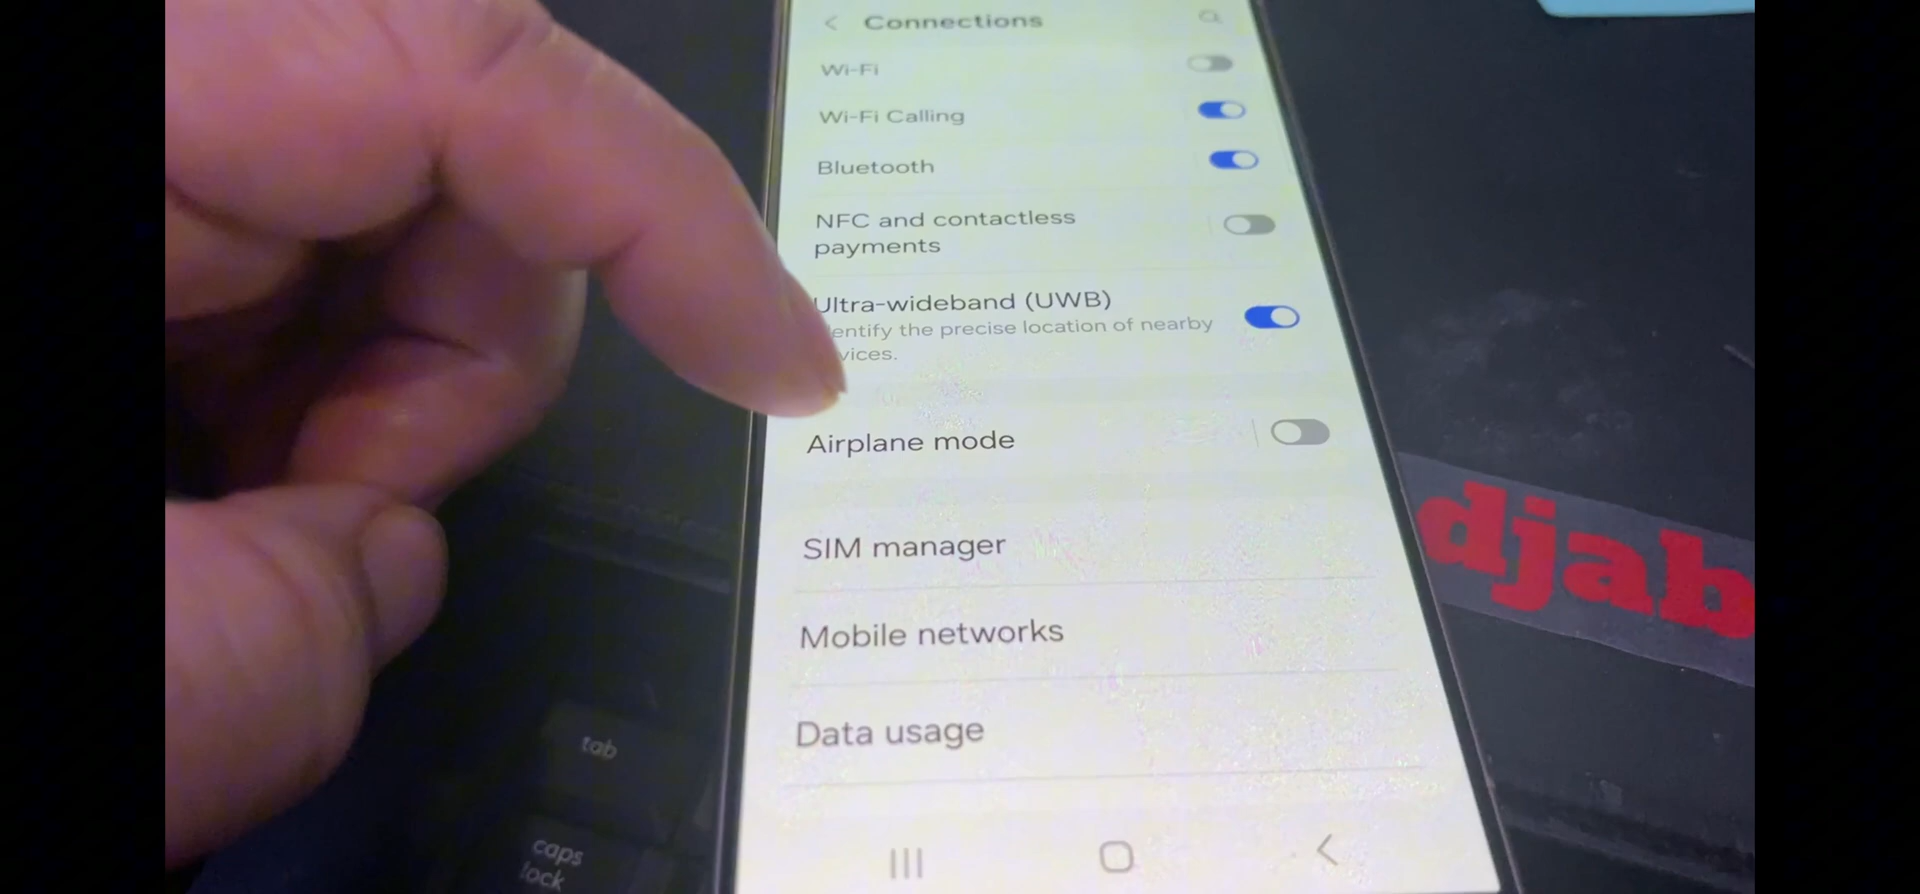 Connections
Wi-Fi
Wi-Fi Calling
Bluetooth
NFC and contactless
payments
Ultra-wideband (UWB)
entify the precise location of nearby
vices.
Airplane mode
SIM manager
Mobile networks
Data usage
djab
tab
caps
lock